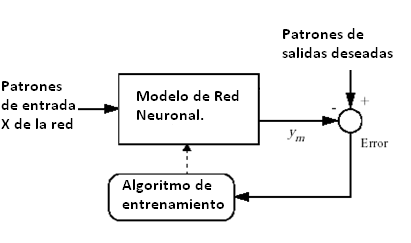 Patrones de
salidas deseadas
Patrones
de entrada
X de la red
Modelo de Red
Neuronal.
-
+
y_m
Error
Algoritmo de
entrenamiento